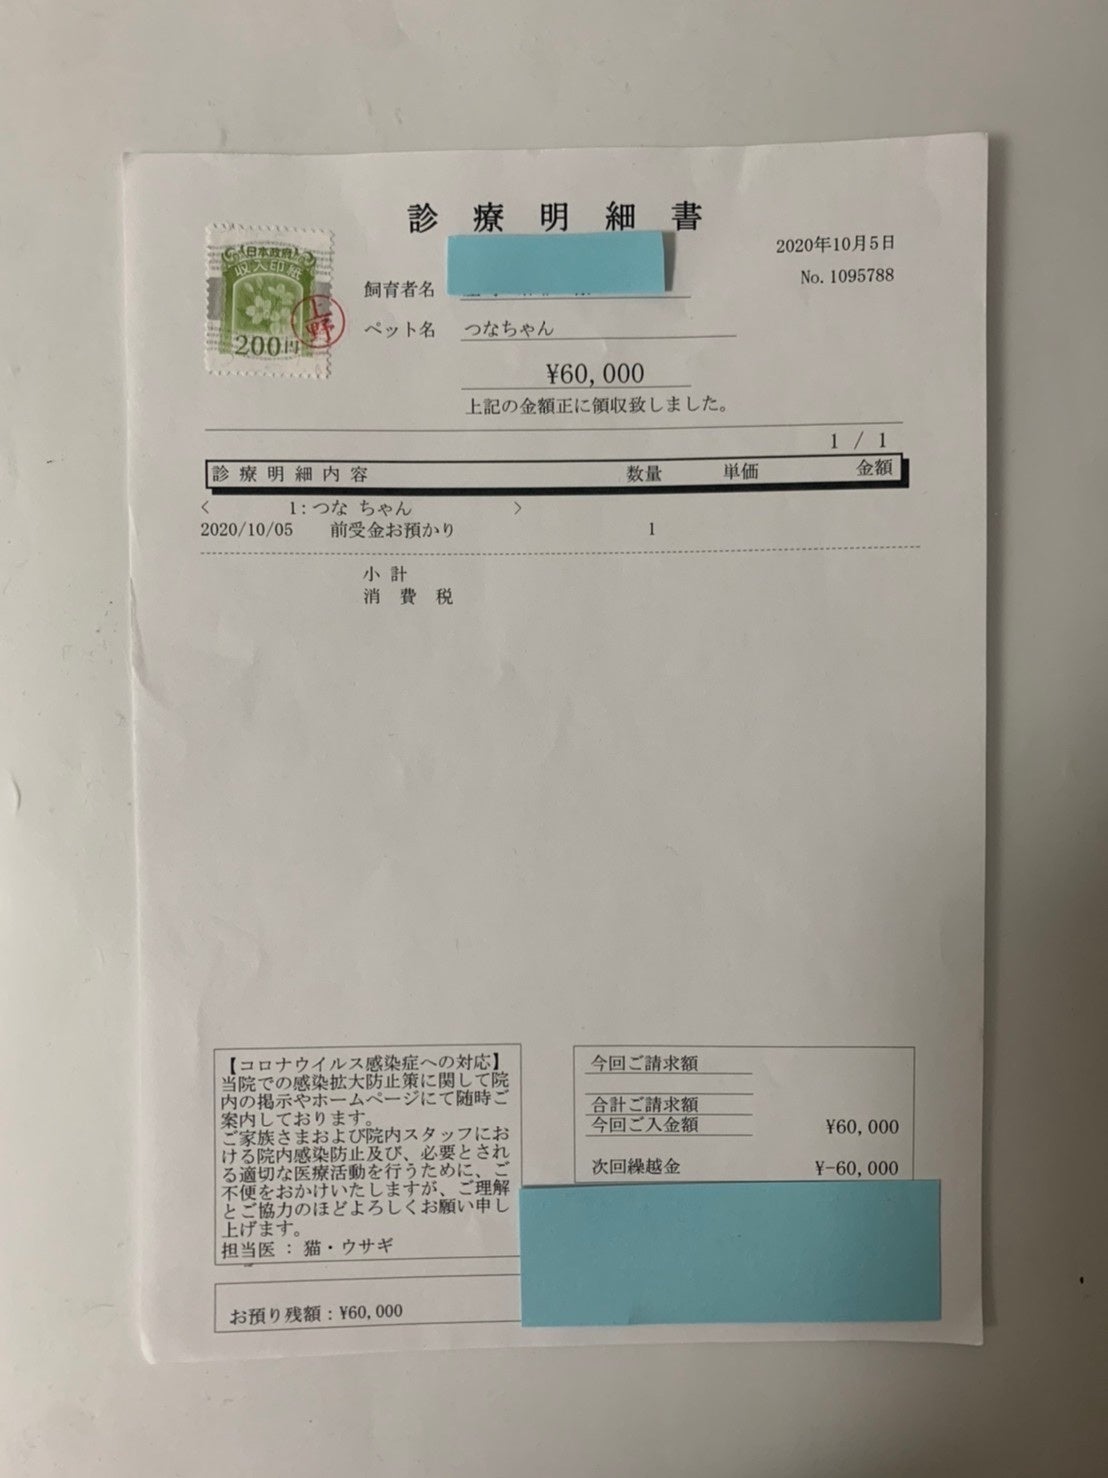 診療明細書
日本政府
収入印紙
200円
上野
2020年10月5日
No.1095788
飼育者名
ペット名 つなちゃん
¥60,000
上記の金額正に領収致しました。
1 / 1
診療明細内容 数量 単価 金額
< 1:つな ちゃん >
2020/10/05 前受金お預かり 1
小計
消費税
【コロナウイルス感染症への対応】
当院での感染拡大防止策に関して院
内の掲示やホームページにて随時ご
案内しております。
ご家族さまおよび院内スタッフにお
ける院内感染防止及び、必要とされ
る適切な医療活動を行うために、ご
不便をおかけいたしますが、ご理解
とご協力のほどよろしくお願い申し
上げます。
担当医 : 猫・ウサギ
今回ご請求額
合計ご請求額
今回ご入金額 ¥60,000
次回繰越金 ¥-60,000
お預り残額:¥60,000